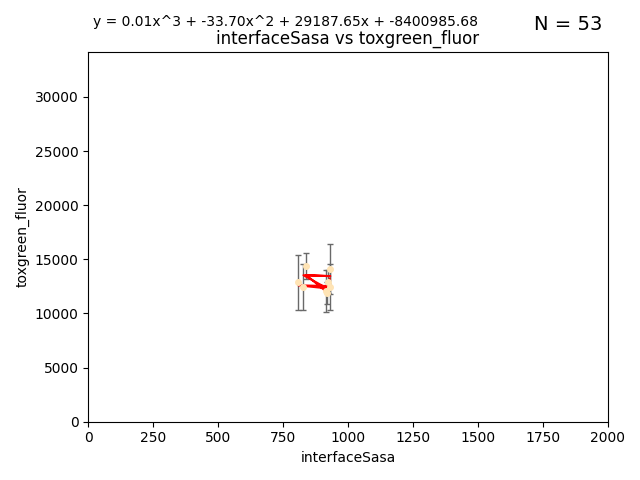 y = 0.01x^3 + -33.70x^2 + 29187.65x + -8400985.68
N = 53
interfaceSasa vs toxgreen_fluor
30000
25000
20000
15000
10000
5000
0
toxgreen_fluor
0 250 500 750 1000 1250 1500 1750 2000
interfaceSasa